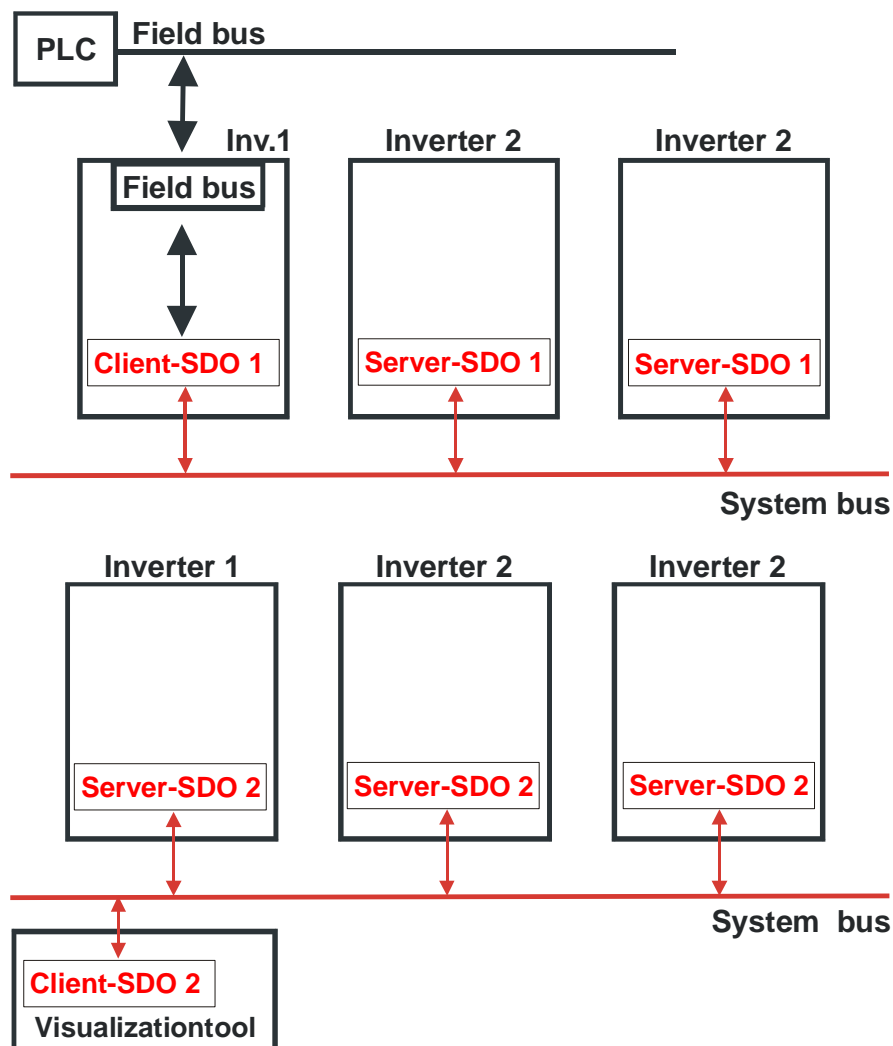 Field bus
PLC
Inv.1
Inverter 2
Inverter 2
Field bus
Client-SDO 1
Server-SDO 1
Server-SDO 1
System bus
Inverter 1
Inverter 2
Inverter 2
Server-SDO 2
Server-SDO 2
Server-SDO 2
System bus
Client-SDO 2
Visualizationtool